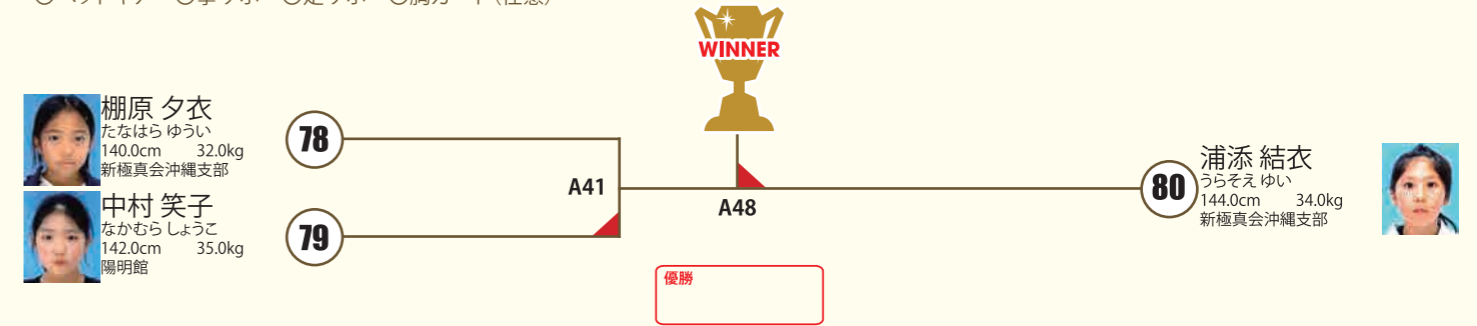 WINNER
棚原 夕衣
たなはら ゆうい
140.0cm 32.0kg
新極真会沖縄支部
78
中村 笑子
なかむら しょうこ
142.0cm 35.0kg
陽明館
79
A41
A48
80
浦添 結衣
うらそえ ゆい
144.0cm 34.0kg
新極真会沖縄支部
優勝